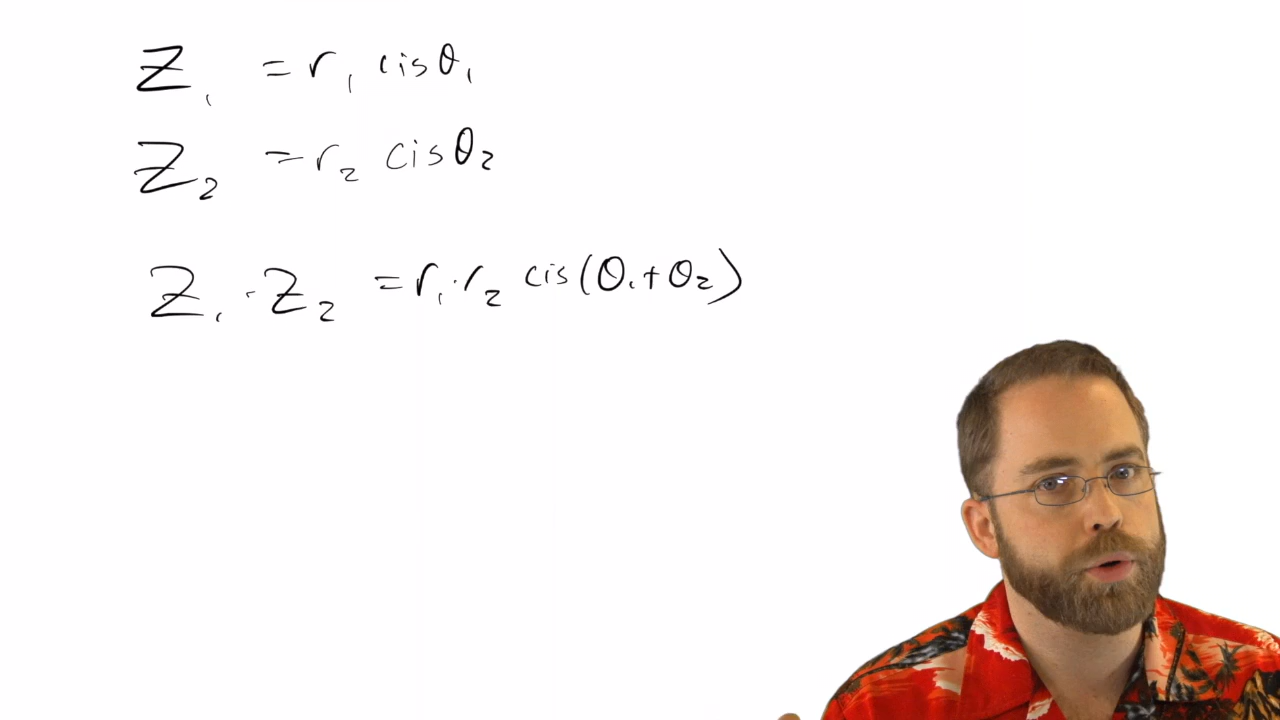 Z₁ = r₁ cis θ₁
Z₂ = r₂ cis θ₂
Z₁ · Z₂ = r₁ · r₂ cis(θ₁ + θ₂)